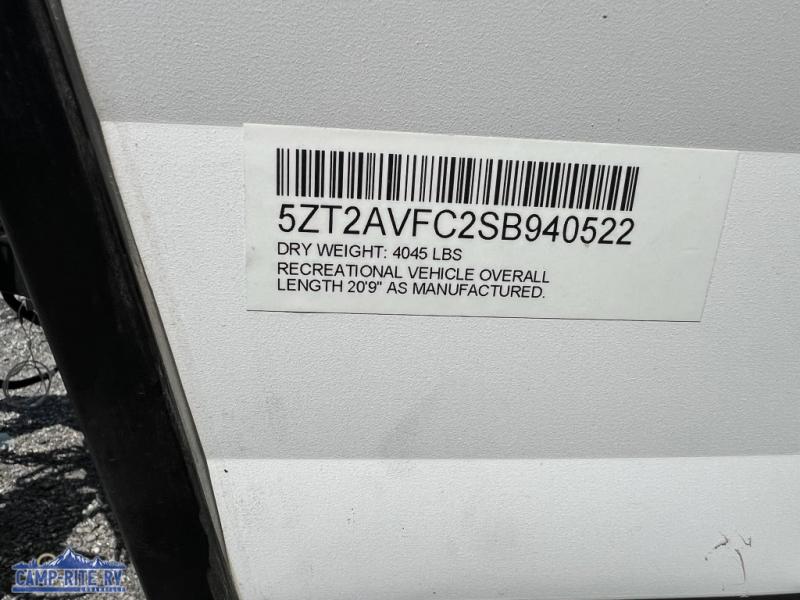 5ZT2AVFC2SB940522
DRY WEIGHT: 4045 LBS
RECREATIONAL VEHICLE OVERALL
LENGTH 20'9" AS MANUFACTURED.
CAMP-RITE RV